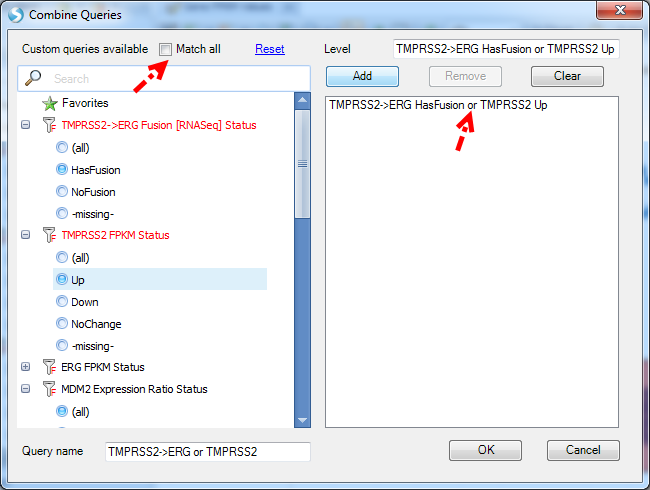 Combine Queries
Custom queries available Match all Reset Level TMPRSS2->ERG HasFusion or TMPRSS2 Up
Search Add Remove Clear
Favorites TMPRSS2->ERG HasFusion or TMPRSS2 Up
TMPRSS2->ERG Fusion [RNASeq] Status
(all)
HasFusion
NoFusion
-missing-
TMPRSS2 FPKM Status
(all)
Up
Down
NoChange
-missing-
ERG FPKM Status
MDM2 Expression Ratio Status
(all)
Query name TMPRSS2->ERG or TMPRSS2 OK Cancel